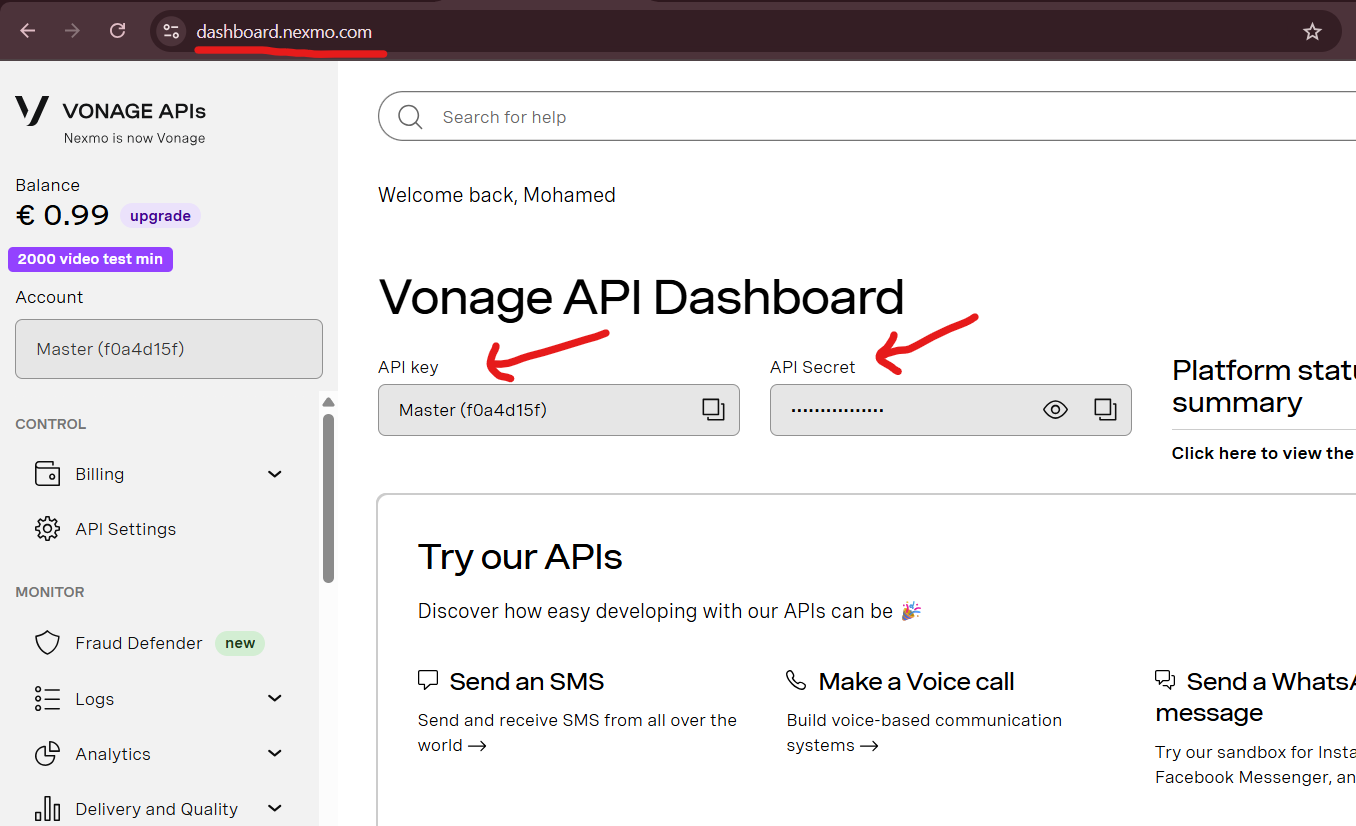 dashboard.nexmo.com
VONAGE APIs
Nexmo is now Vonage
Balance
€ 0.99 upgrade
2000 video test min
Account
Master (f0a4d15f)
CONTROL
Billing
API Settings
MONITOR
Fraud Defender new
Logs
Analytics
Delivery and Quality
Search for help
Welcome back, Mohamed
Vonage API Dashboard
API key
Master (f0a4d15f)
API Secret
••••••••••••••••
Platform statu
summary
Click here to view the
Try our APIs
Discover how easy developing with our APIs can be 🎉
Send an SMS
Send and receive SMS from all over the
world →
Make a Voice call
Build voice-based communication
systems →
Send a WhatsA
message
Try our sandbox for Insta
Facebook Messenger, an